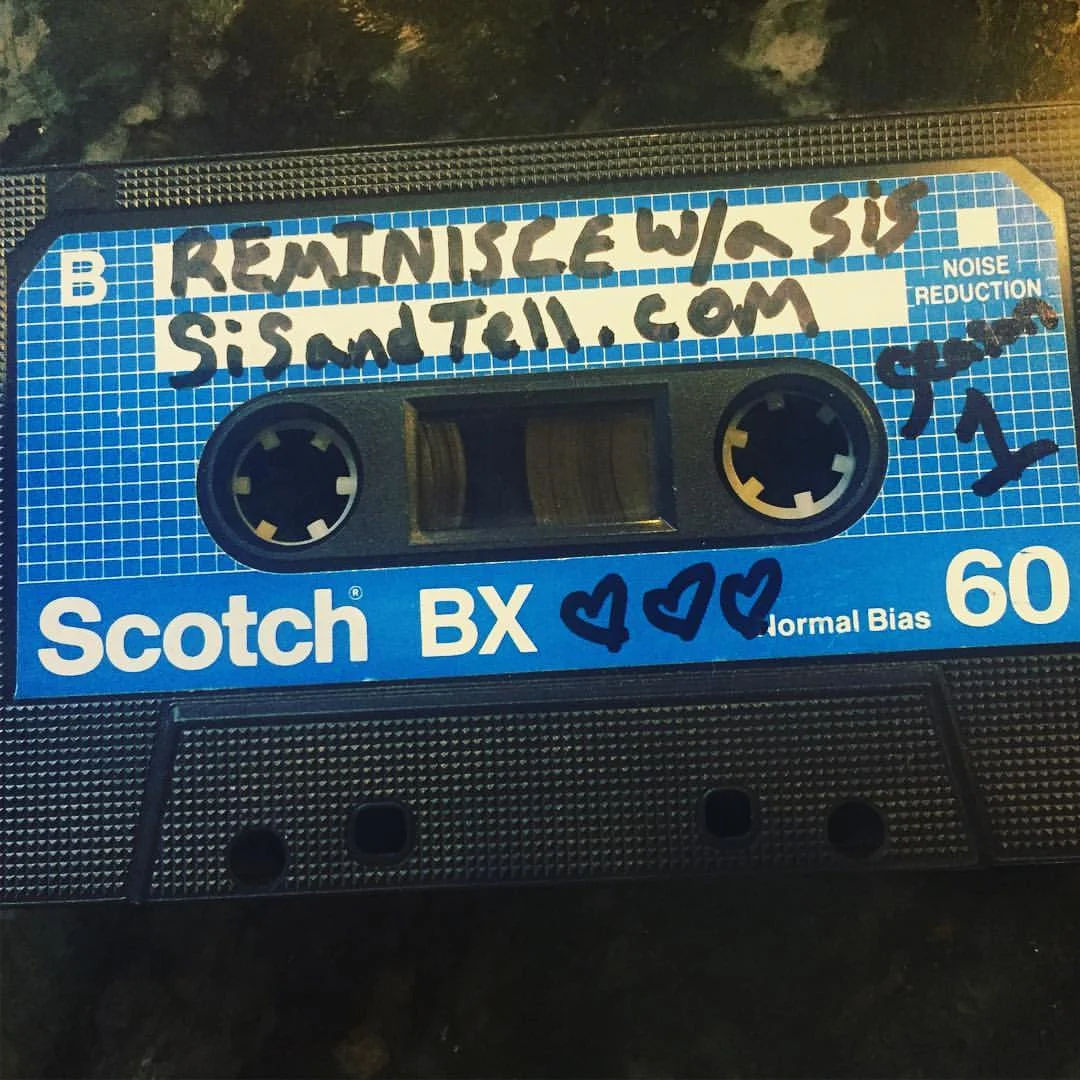 B
REMINISCE w/a SiS
SiSandTell.coM
NOISE
REDUCTION
Season
1
Scotch® BX Normal Bias 60